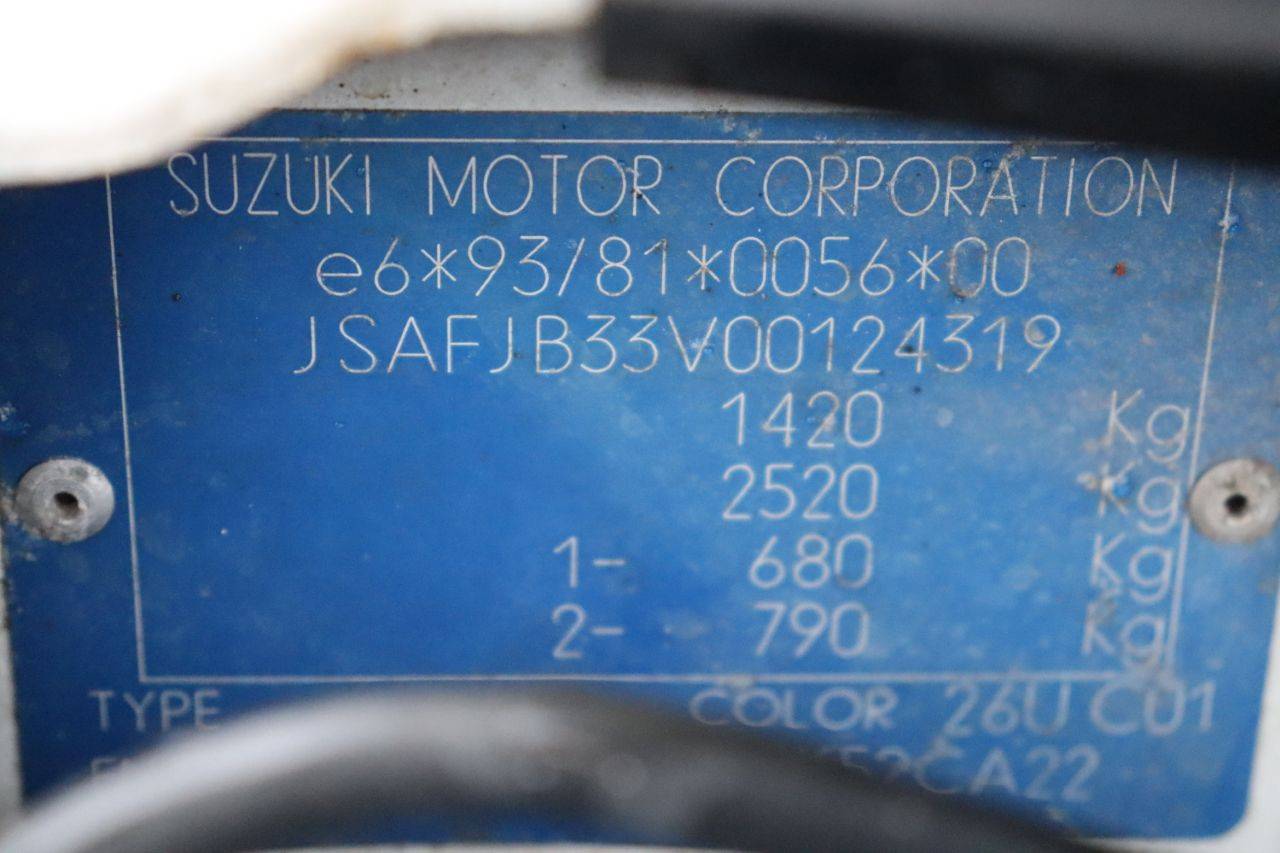 SUZUKI MOTOR CORPORATION
e6*93/81*0056*00
JSAFJB33V00124319
1420 Kg
2520 Kg
1- 680 Kg
2- 790 Kg
TYPE COLOR 26U C01